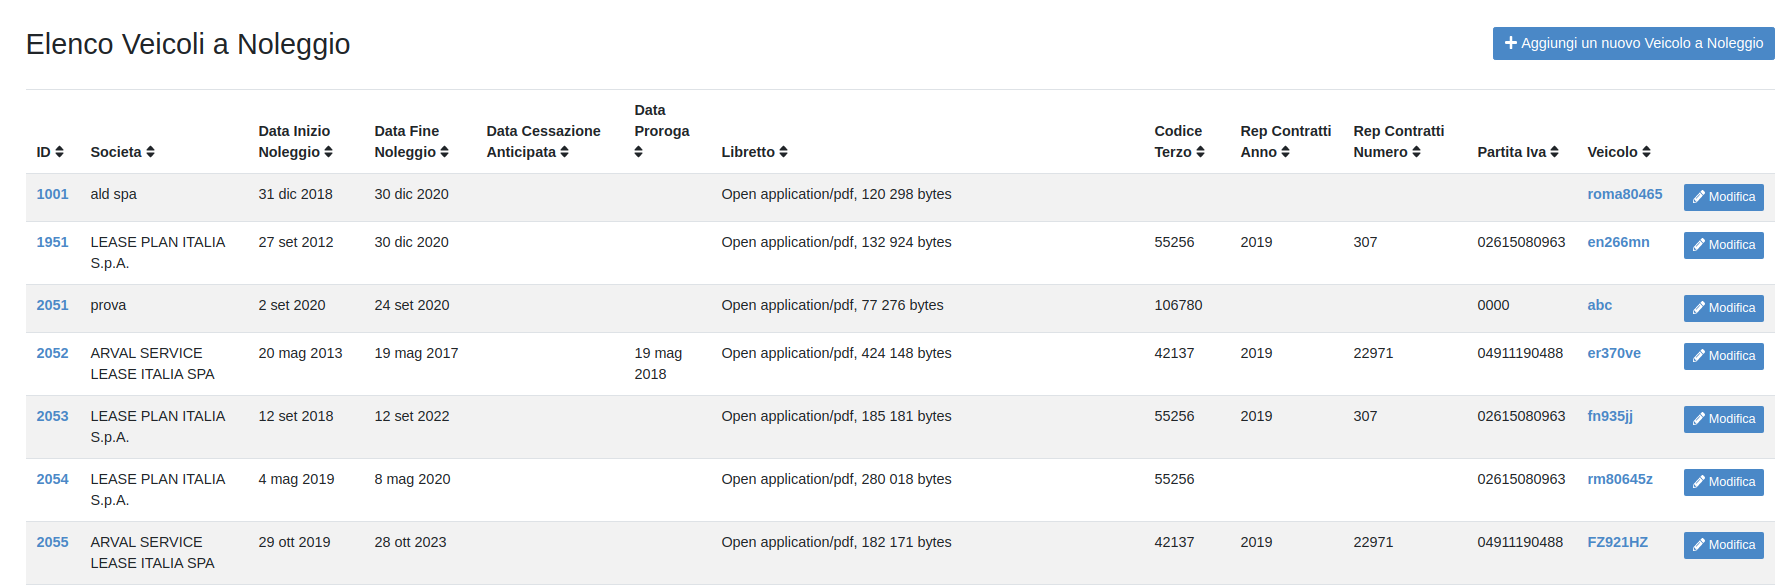 Elenco Veicoli a Noleggio
Aggiungi un nuovo Veicolo a Noleggio
ID Societa Data Inizio Noleggio Data Fine Noleggio Data Cessazione Anticipata Data Proroga Libretto Codice Terzo Rep Contratti Anno Rep Contratti Numero Partita Iva Veicolo
1001 ald spa 31 dic 2018 30 dic 2020 Open application/pdf, 120 298 bytes roma80465 Modifica
1951 LEASE PLAN ITALIA S.p.A. 27 set 2012 30 dic 2020 Open application/pdf, 132 924 bytes 55256 2019 307 02615080963 en266mn Modifica
2051 prova 2 set 2020 24 set 2020 Open application/pdf, 77 276 bytes 106780 0000 abc Modifica
2052 ARVAL SERVICE LEASE ITALIA SPA 20 mag 2013 19 mag 2017 19 mag 2018 Open application/pdf, 424 148 bytes 42137 2019 22971 04911190488 er370ve Modifica
2053 LEASE PLAN ITALIA S.p.A. 12 set 2018 12 set 2022 Open application/pdf, 185 181 bytes 55256 2019 307 02615080963 fn935jj Modifica
2054 LEASE PLAN ITALIA S.p.A. 4 mag 2019 8 mag 2020 Open application/pdf, 280 018 bytes 55256 02615080963 rm80645z Modifica
2055 ARVAL SERVICE LEASE ITALIA SPA 29 ott 2019 28 ott 2023 Open application/pdf, 182 171 bytes 42137 2019 22971 04911190488 FZ921HZ Modifica